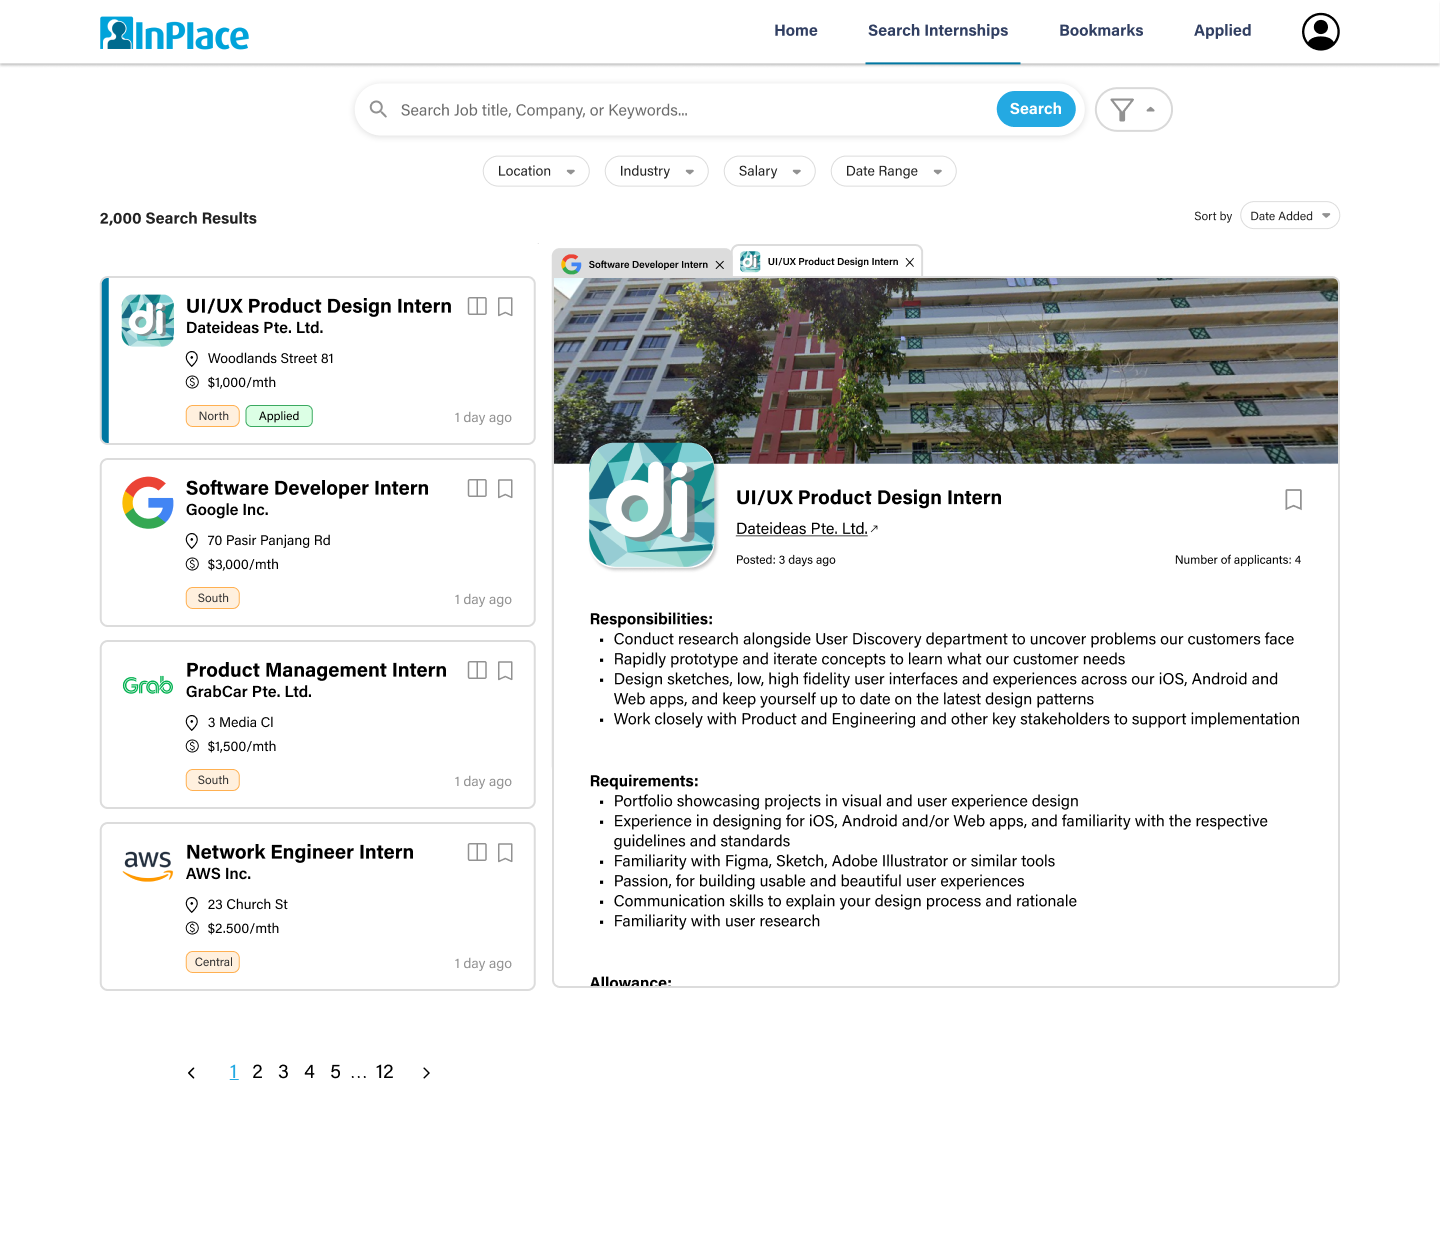 InPlace
Home
Search Internships
Bookmarks
Applied
Search Job title, Company, or Keywords...
Search
Location
Industry
Salary
Date Range
2,000 Search Results
Sort by
Date Added
UI/UX Product Design Intern
Dateideas Pte. Ltd.
Woodlands Street 81
$1,000/mth
North
Applied
1 day ago
Software Developer Intern
Google Inc.
70 Pasir Panjang Rd
$3,000/mth
South
1 day ago
Grab
Product Management Intern
GrabCar Pte. Ltd.
3 Media Cl
$1,500/mth
South
1 day ago
aws
Network Engineer Intern
AWS Inc.
23 Church St
$2.500/mth
Central
1 day ago
< 1 2 3 4 5 ... 12 >
Software Developer Intern
UI/UX Product Design Intern
di
UI/UX Product Design Intern
Dateideas Pte. Ltd.
Posted: 3 days ago
Number of applicants: 4
Responsibilities:
▪ Conduct research alongside User Discovery department to uncover problems our customers face
▪ Rapidly prototype and iterate concepts to learn what our customer needs
▪ Design sketches, low, high fidelity user interfaces and experiences across our iOS, Android and
Web apps, and keep yourself up to date on the latest design patterns
▪ Work closely with Product and Engineering and other key stakeholders to support implementation
Requirements:
▪ Portfolio showcasing projects in visual and user experience design
▪ Experience in designing for iOS, Android and/or Web apps, and familiarity with the respective
guidelines and standards
▪ Familiarity with Figma, Sketch, Adobe Illustrator or similar tools
▪ Passion, for building usable and beautiful user experiences
▪ Communication skills to explain your design process and rationale
▪ Familiarity with user research
Allowance: